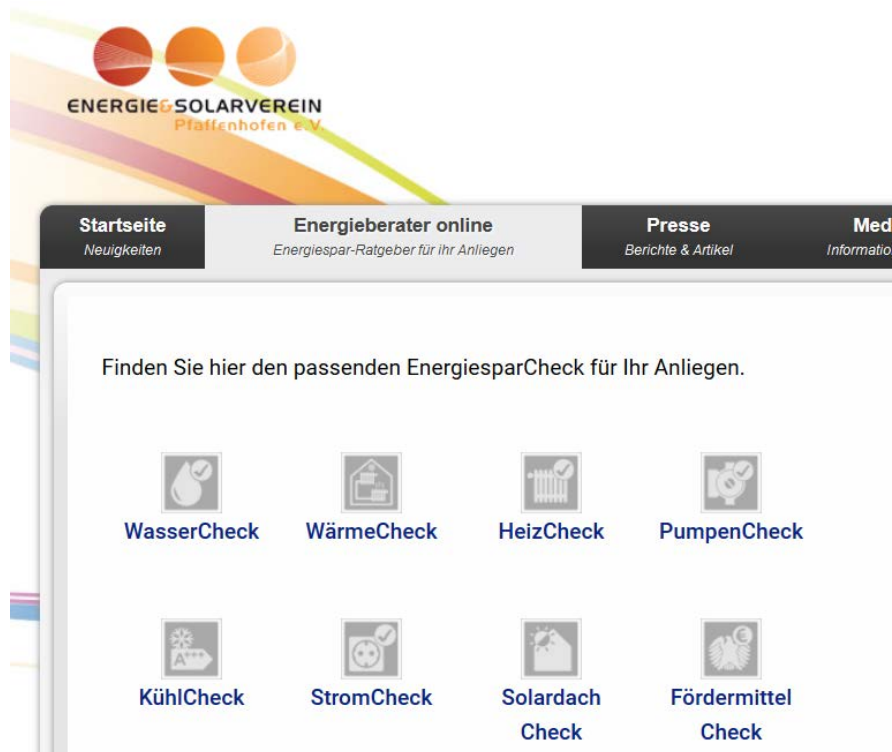 ENERGIE&SOLARVEREIN
Pfaffenhofen e.V.
Startseite Energieberater online Presse Med
Neuigkeiten Energiespar-Ratgeber für ihr Anliegen Berichte & Artikel Informatio
Finden Sie hier den passenden EnergiesparCheck für Ihr Anliegen.
WasserCheck WärmeCheck HeizCheck PumpenCheck
A+++ €
KühlCheck StromCheck Solardach Fördermittel
Check Check